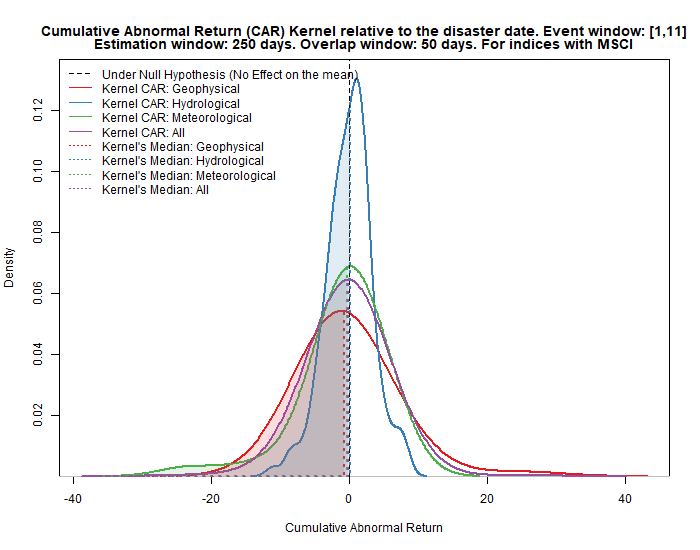 Cumulative Abnormal Return (CAR) Kernel relative to the disaster date. Event window: [1,11]
Estimation window: 250 days. Overlap window: 50 days. For indices with MSCI
Under Null Hypothesis (No Effect on the mean)
Kernel CAR: Geophysical
Kernel CAR: Hydrological
Kernel CAR: Meteorological
Kernel CAR: All
Kernel's Median: Geophysical
Kernel's Median: Hydrological
Kernel's Median: Meteorological
Kernel's Median: All
Density
0.12
0.10
0.08
0.06
0.04
0.02
-40 -20 0 20 40
Cumulative Abnormal Return